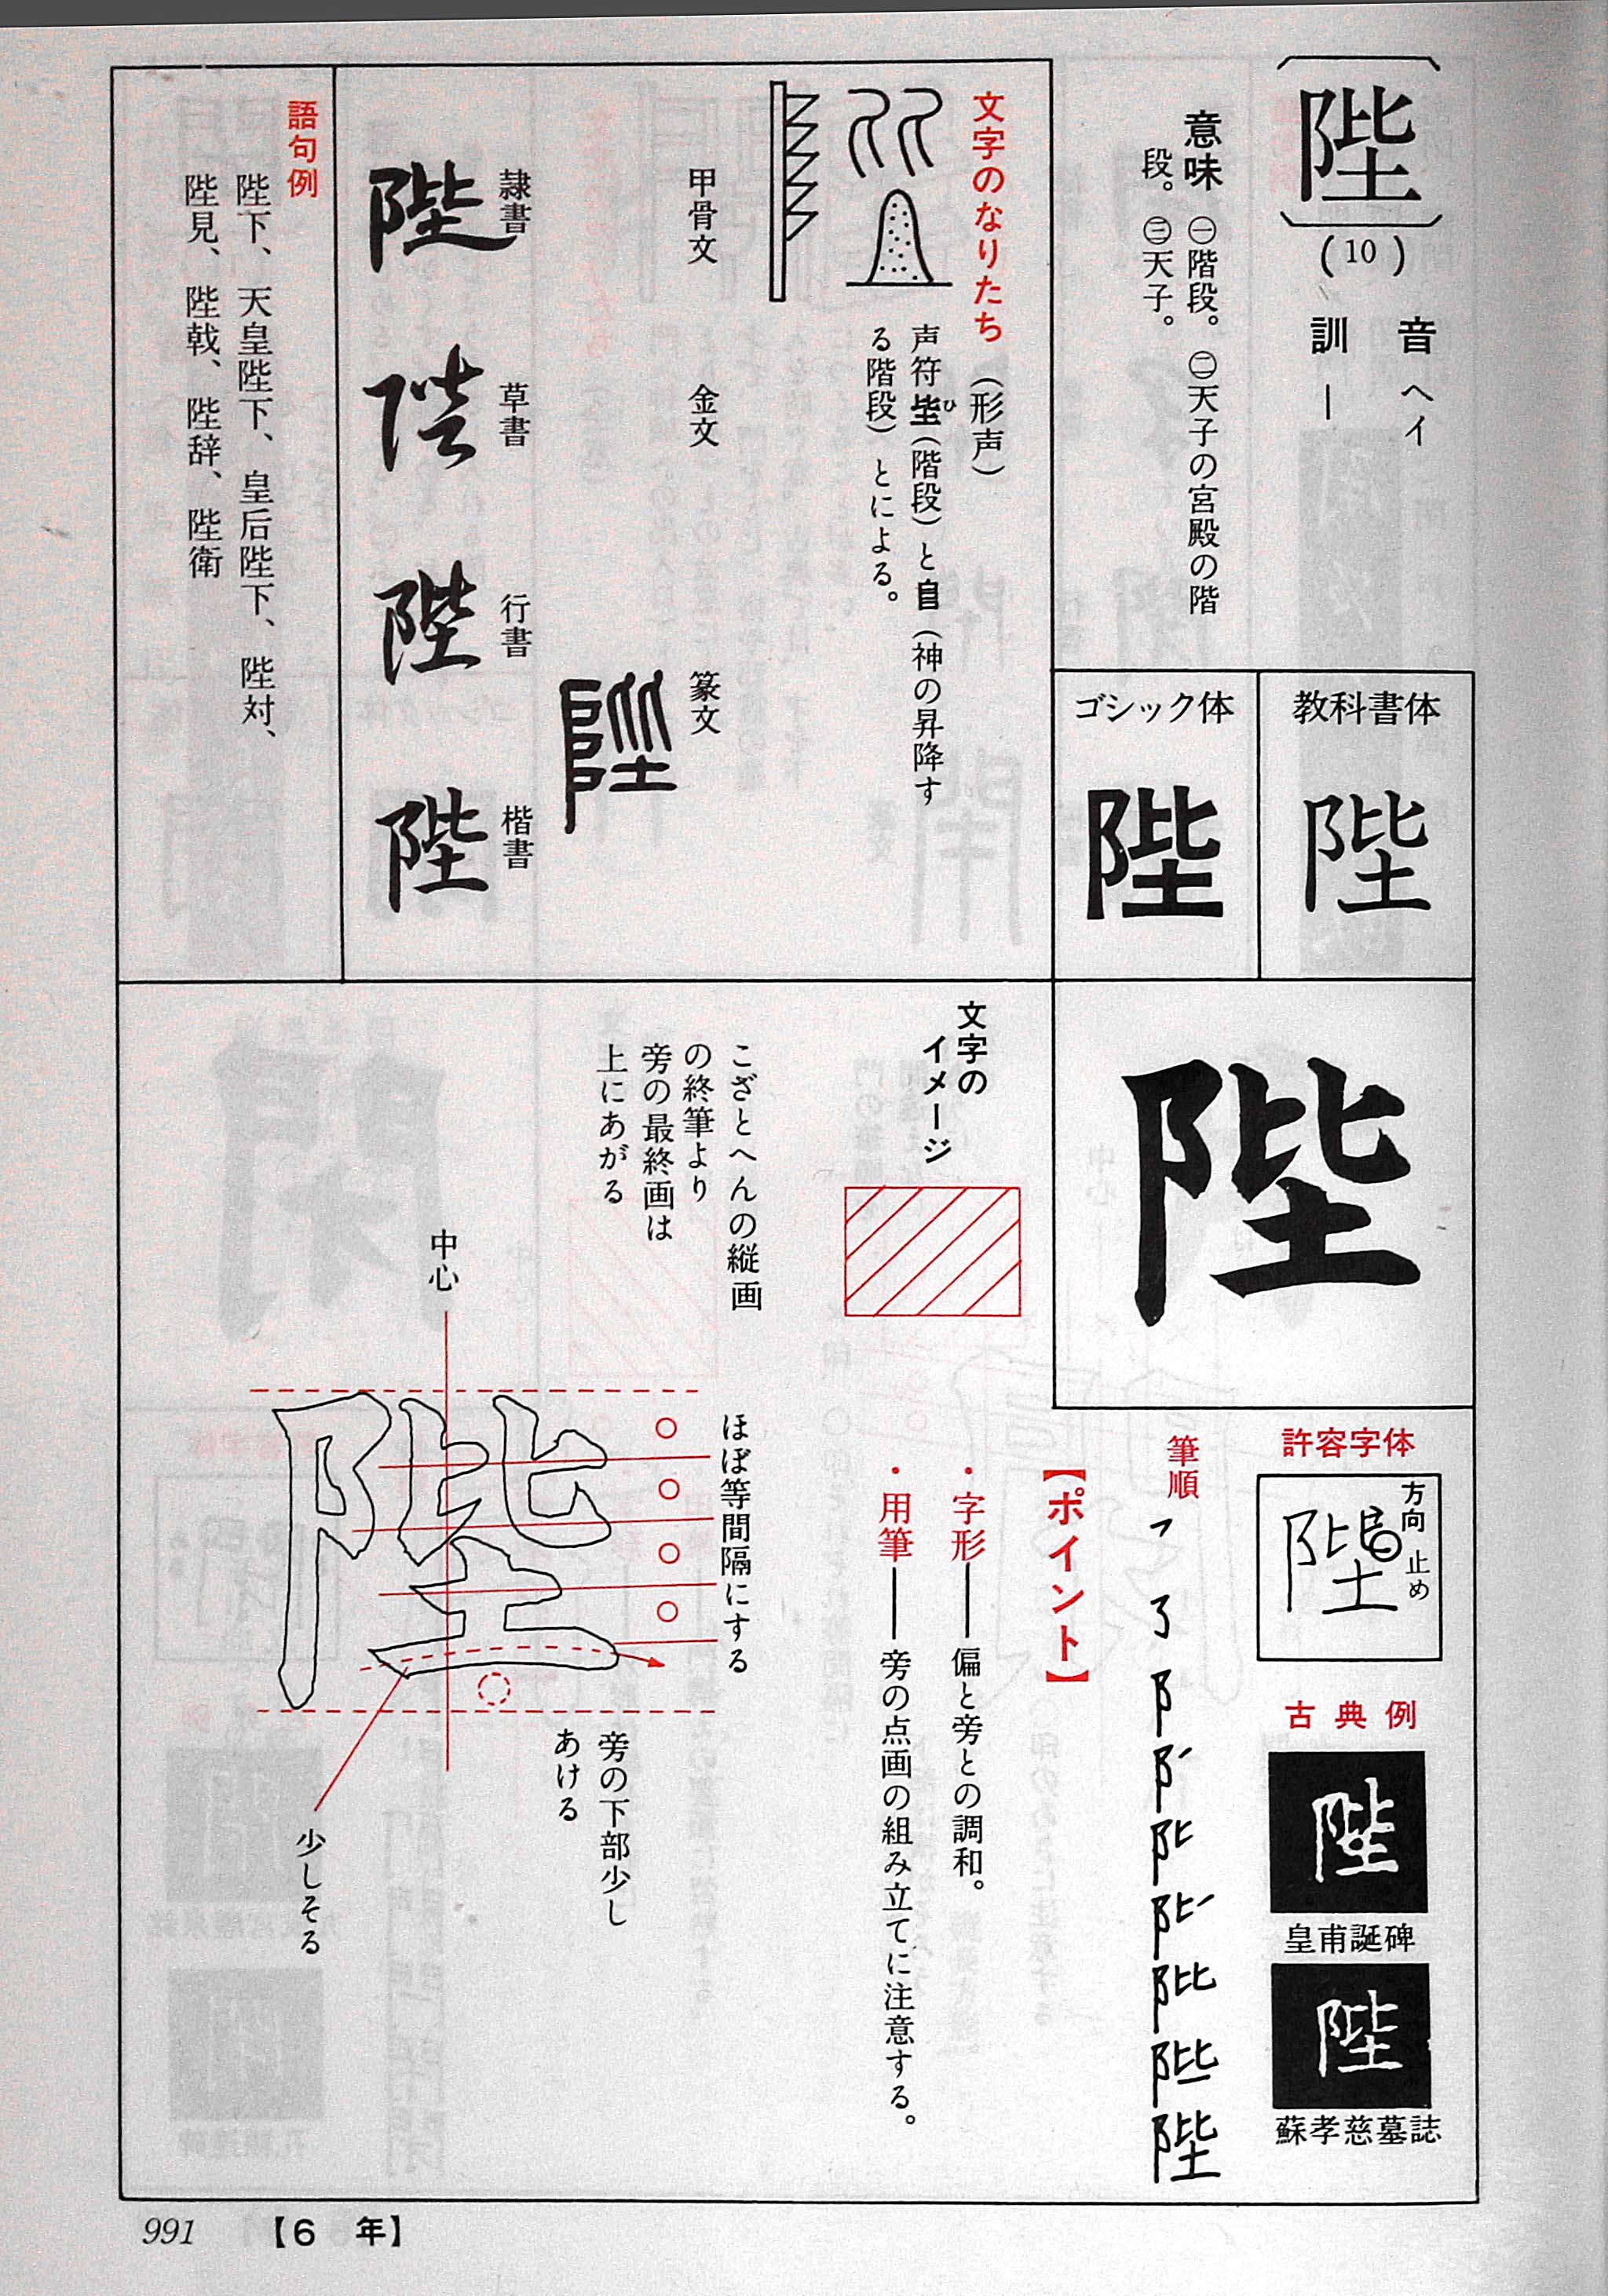 陛
(10)
音 ヘイ
訓 ―
意味 ㊀階段。㊁天子の宮殿の階
段。㊂天子。
教科書体
陛
ゴシック体
陛
文字のなりたち（形声）
声符坒（階段）と𠂤（神の昇降す
ひ
る階段）とによる。
甲骨文
金文
篆文
陛
隷書
陛
草書
陛
行書
陛
楷書
陛
語句例
陛下、天皇陛下、皇后陛下、陛対、
陛見、陛戟、陛辞、陛衛
陛
許容字体
陛
方向
止め
古典例
陛
皇甫誕碑
陛
蘇孝慈墓誌
筆順
陛
【ポイント】
・字形――偏と旁との調和。
・用筆――旁の点画の組み立てに注意する。
文字の
イメージ
こざとへんの縦画
の終筆より
旁の最終画は
上にあがる
中心
陛
ほぼ等間隔にする
旁の下部少し
あける
少しそる
991
【6 年】